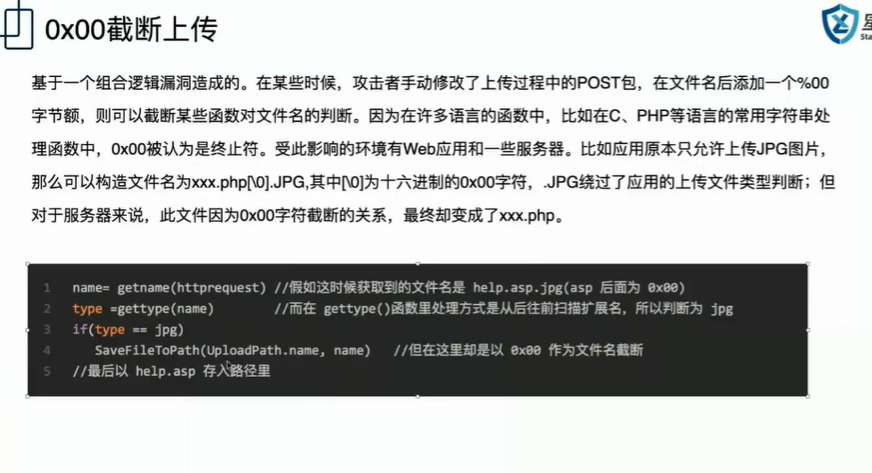 0x00截断上传
星
Sta
基于一个组合逻辑漏洞造成的。在某些时候，攻击者手动修改了上传过程中的POST包，在文件名后添加一个%00
字节额，则可以截断某些函数对文件名的判断。因为在许多语言的函数中，比如在C、PHP等语言的常用字符串处
理函数中，0x00被认为是终止符。受此影响的环境有Web应用和一些服务器。比如应用原本只允许上传JPG图片，
那么可以构造文件名为xxx.php[\0].JPG,其中[\0]为十六进制的0x00字符，.JPG绕过了应用的上传文件类型判断；但
对于服务器来说，此文件因为0x00字符截断的关系，最终却变成了xxx.php。
1 name= getname(httprequest) //假如这时候获取到的文件名是 help.asp.jpg(asp 后面为 0x00)
2 type =gettype(name) //而在 gettype()函数里处理方式是从后往前扫描扩展名，所以判断为 jpg
3 if(type == jpg)
4 SaveFileToPath(UploadPath.name, name) //但在这里却是以 0x00 作为文件名截断
5 //最后以 help.asp 存入路径里